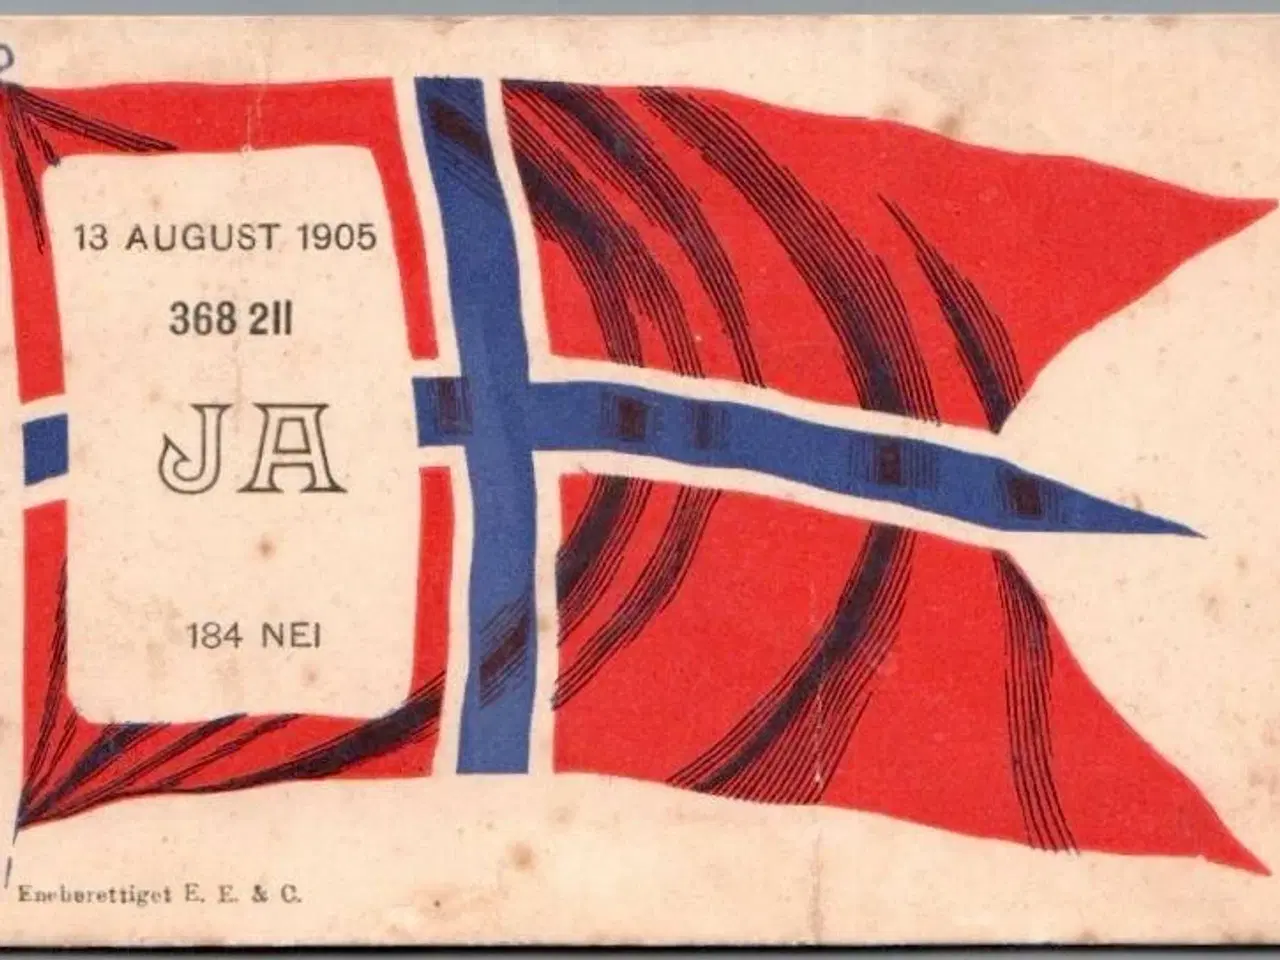 13 AUGUST 1905
368 211
JA
184 NEI
Eneberettiget E. E. & C.